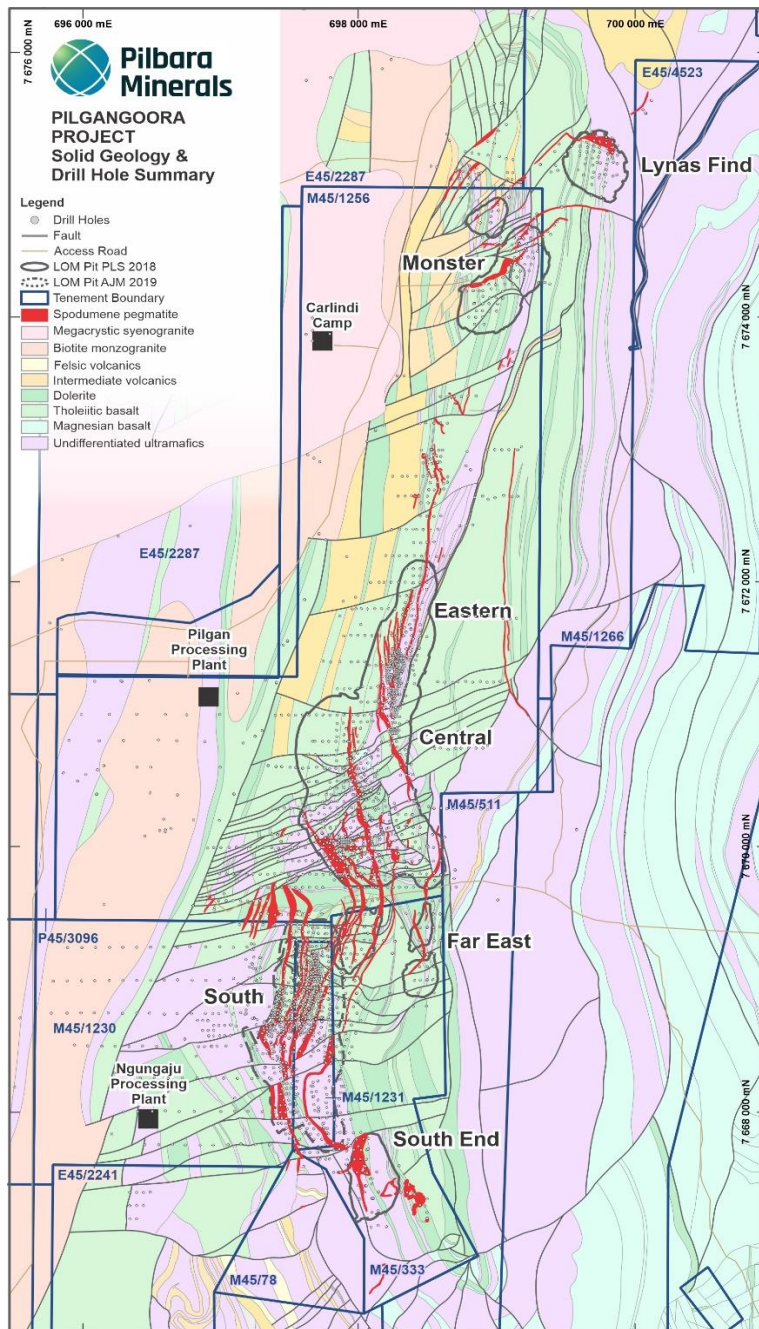 696 000 mE
698 000 mE
700 000 mE
7 676 000 mN
Pilbara
Minerals
PILGANGOORA
PROJECT
Solid Geology &
Drill Hole Summary
E45/4523
Lynas Find
E45/2287
M45/1256
Legend
Drill Holes
Fault
Access Road
LOM Pit PLS 2018
LOM Pit AJM 2019
Tenement Boundary
Spodumene pegmatite
Megacrystic syenogranite
Biotite monzogranite
Felsic volcanics
Intermediate volcanics
Dolerite
Tholeiitic basalt
Magnesian basalt
Undifferentiated ultramafics
Monster
Carlindi
Camp
7 674 000 mN
E45/2287
7 672 000 mN
Eastern
Pilgan
Processing
Plant
M45/1266
Central
M45/511
7 670 000 mN
P45/3096
Far East
South
M45/1230
Ngungaju
Processing
Plant
M45/1231
7 668 000 mN
South End
E45/2241
M45/78
M45/333